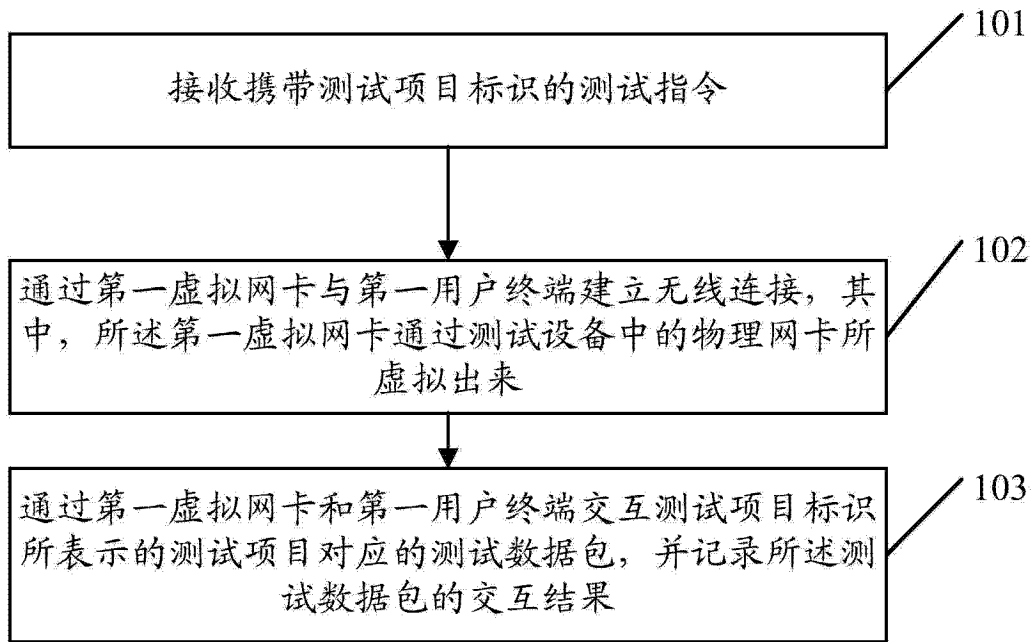 101
接收携带测试项目标识的测试指令
102
通过第一虚拟网卡与第一用户终端建立无线连接，其
中，所述第一虚拟网卡通过测试设备中的物理网卡所
虚拟出来
103
通过第一虚拟网卡和第一用户终端交互测试项目标识
所表示的测试项目对应的测试数据包，并记录所述测
试数据包的交互结果